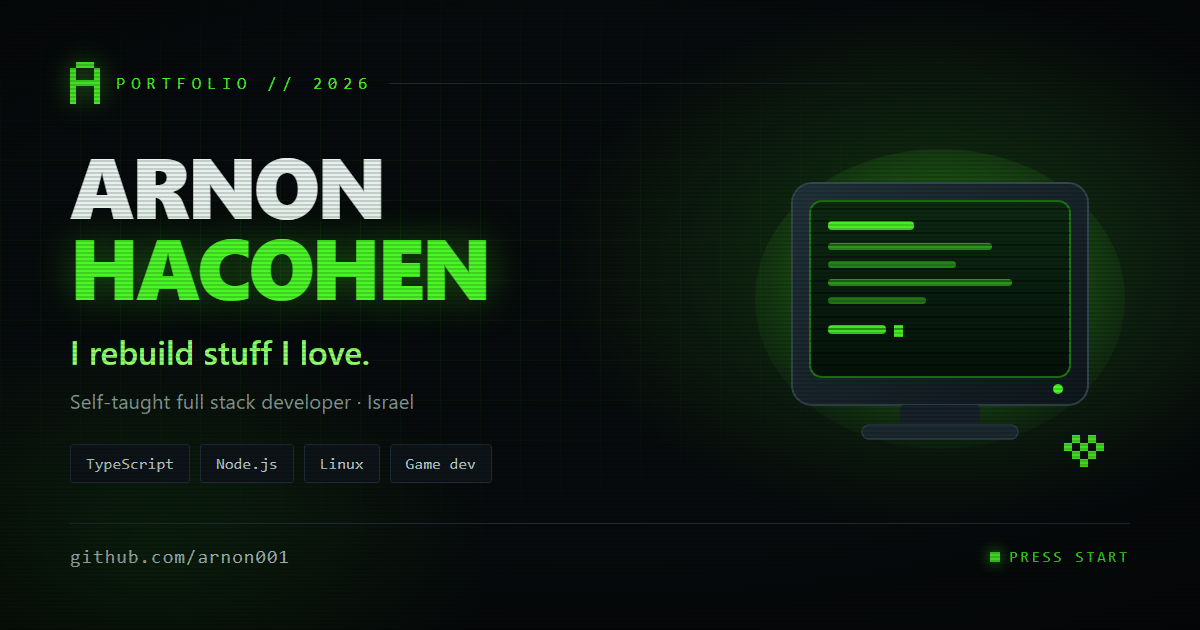 A PORTFOLIO // 2026
ARNON
HACOHEN
I rebuild stuff I love.
Self-taught full stack developer · Israel
TypeScript Node.js Linux Game dev
github.com/arnon001
PRESS START